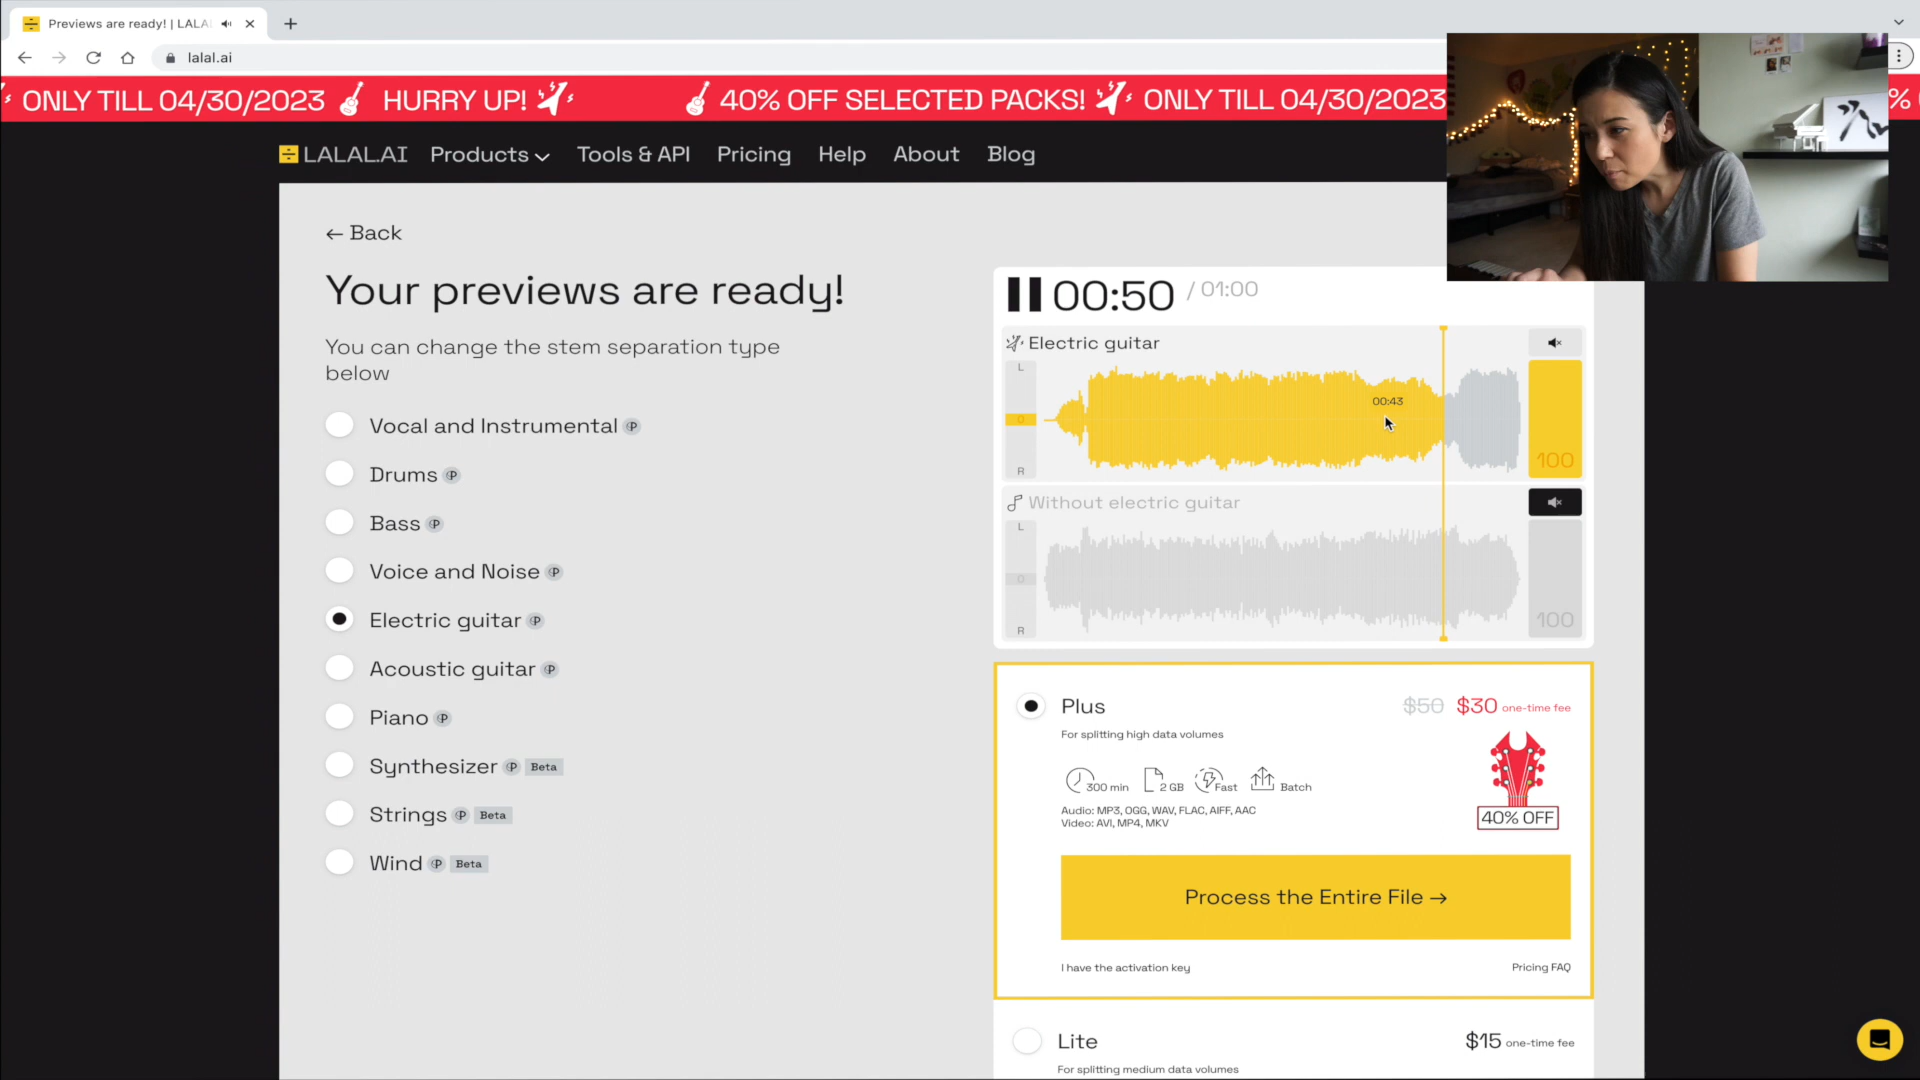 Previews are ready! | LALA
lalal.ai
ONLY TILL 04/30/2023 HURRY UP! 40% OFF SELECTED PACKS! ONLY TILL 04/30/2023 %
LALAL.AI Products Tools & API Pricing Help About Blog
← Back
Your previews are ready!
You can change the stem separation type
below
Vocal and Instrumental P
Drums P
Bass P
Voice and Noise P
Electric guitar P
Acoustic guitar P
Piano P
Synthesizer P Beta
Strings P Beta
Wind P Beta
00:50 / 01:00
Electric guitar
L
00:43
0
100
R
Without electric guitar
L
0
100
R
Plus $50 $30 one-time fee
For splitting high data volumes
300 min 2 GB Fast Batch
Audio: MP3, OGG, WAV, FLAC, AIFF, AAC
Video: AVI, MP4, MKV
40% OFF
Process the Entire File →
I have the activation key Pricing FAQ
Lite $15 one-time fee
For splitting medium data volumes